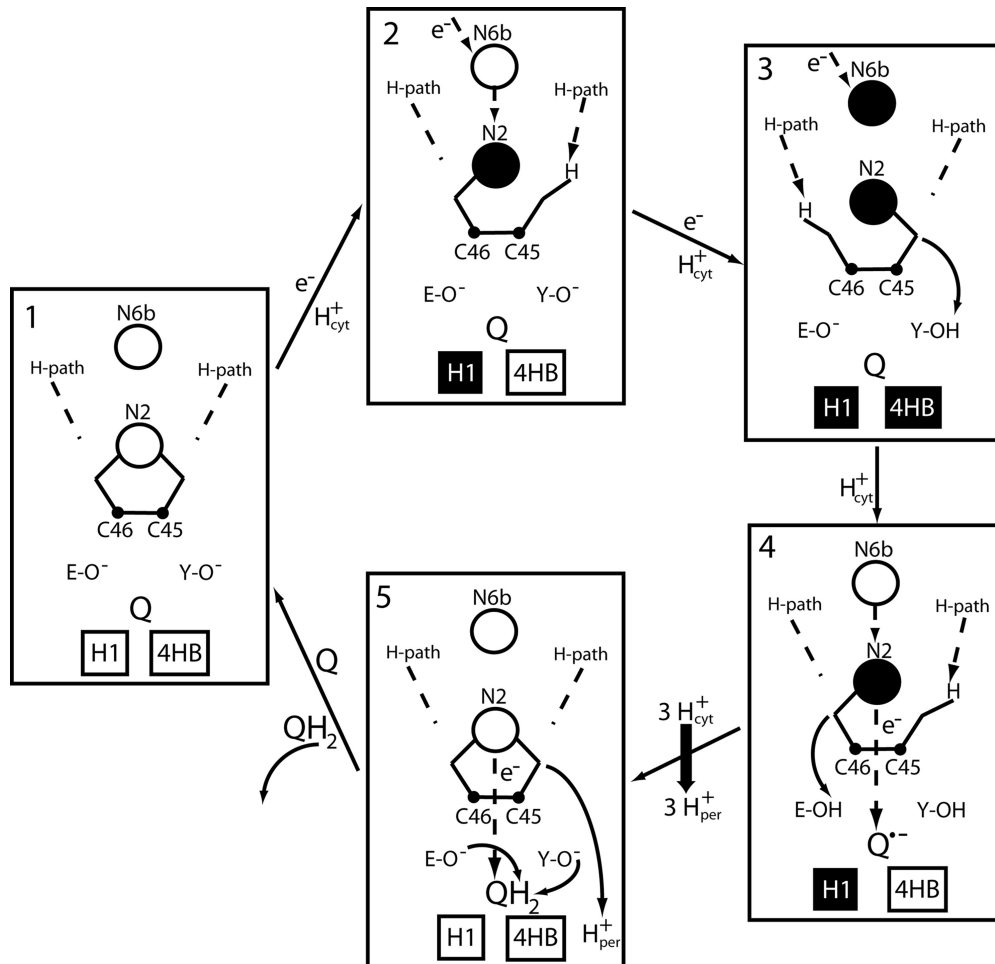 1
N6b
H-path
H-path
N2
C46 C45
E-O⁻ Y-O⁻
Q
H1 4HB
e⁻
H⁺cyt
2
N6b
e⁻
H-path
H-path
N2
H
C46 C45
E-O⁻ Y-O⁻
Q
H1 4HB
e⁻
H⁺cyt
3
N6b
e⁻
H-path
H-path
N2
H
C46 C45
E-O⁻ Y-OH
Q
H1 4HB
H⁺cyt
4
N6b
H-path
H-path
N2
H
e⁻
C46 C45
E-OH Y-OH
Q•⁻
H1 4HB
3 H⁺cyt
3 H⁺per
5
N6b
H-path
H-path
N2
e⁻
C46 C45
E-O⁻ Y-O⁻
QH₂
H1 4HB
H⁺per
Q
QH₂